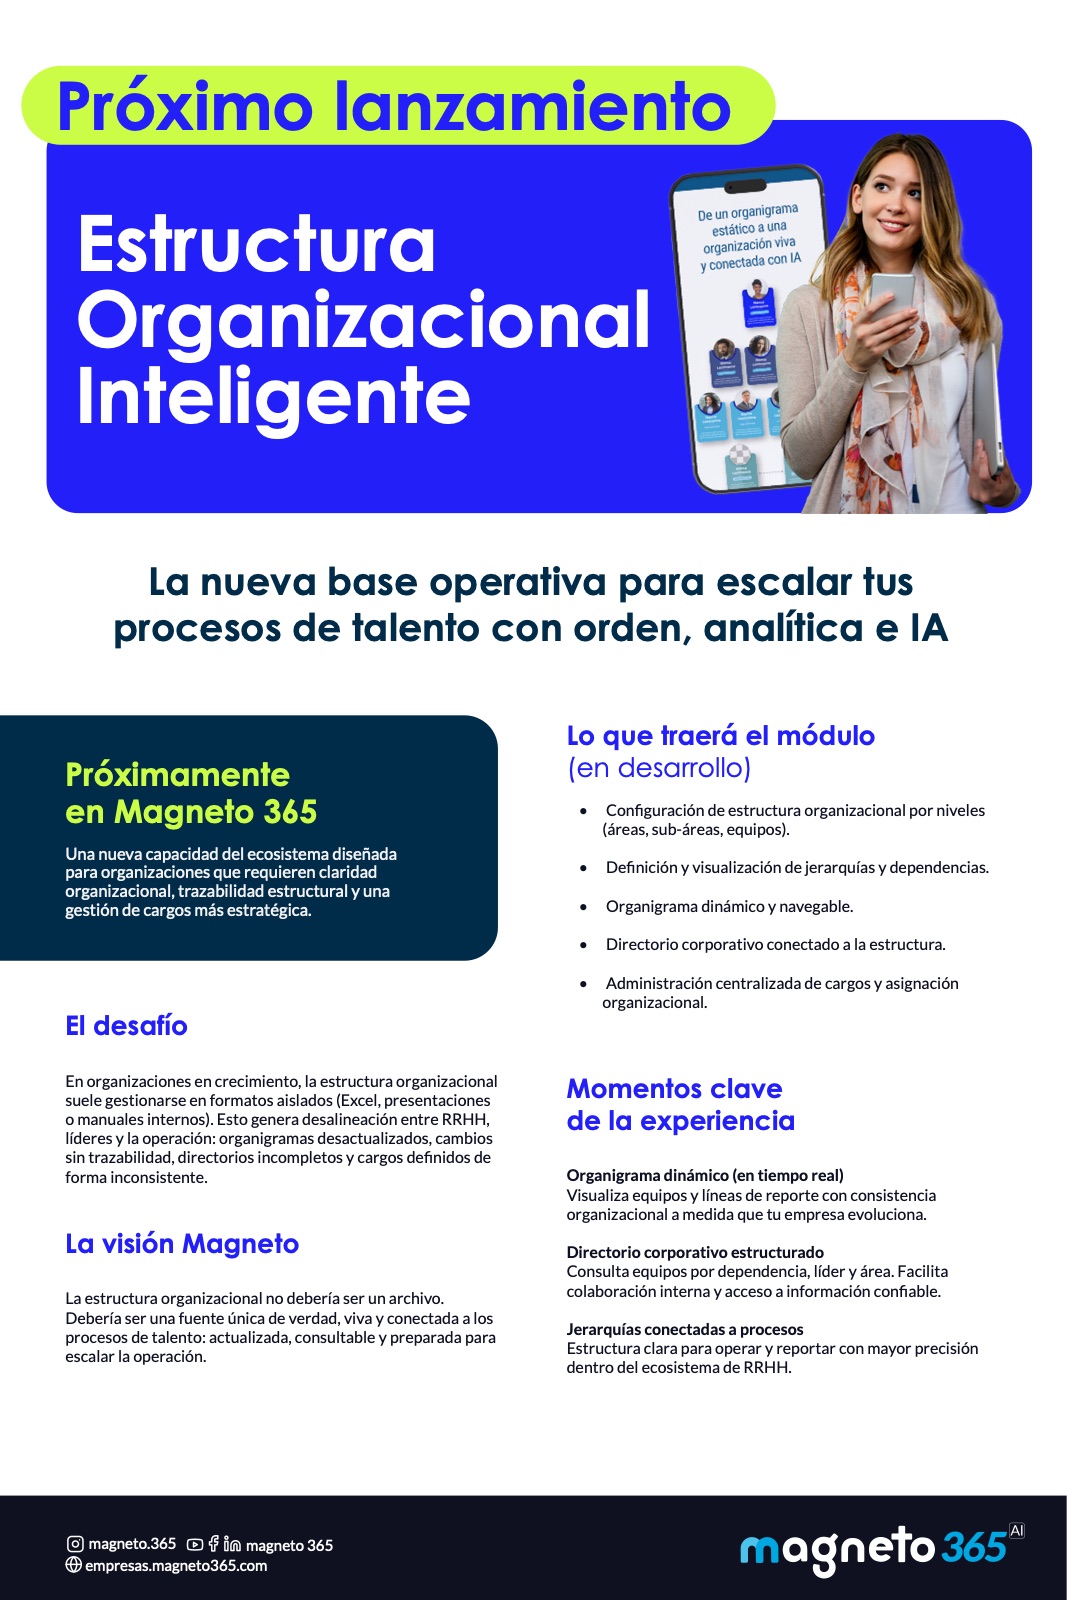 Próximo lanzamiento
Estructura
Organizacional
Inteligente
De un organigrama
estático a una
organización viva
y conectada con IA
La nueva base operativa para escalar tus
procesos de talento con orden, analítica e IA
Próximamente
en Magneto 365
Una nueva capacidad del ecosistema diseñada
para organizaciones que requieren claridad
organizacional, trazabilidad estructural y una
gestión de cargos más estratégica.
El desafío
En organizaciones en crecimiento, la estructura organizacional
suele gestionarse en formatos aislados (Excel, presentaciones
o manuales internos). Esto genera desalineación entre RRHH,
líderes y la operación: organigramas desactualizados, cambios
sin trazabilidad, directorios incompletos y cargos definidos de
forma inconsistente.
La visión Magneto
La estructura organizacional no debería ser un archivo.
Debería ser una fuente única de verdad, viva y conectada a los
procesos de talento: actualizada, consultable y preparada para
escalar la operación.
Lo que traerá el módulo
(en desarrollo)
• Configuración de estructura organizacional por niveles
(áreas, sub-áreas, equipos).
• Definición y visualización de jerarquías y dependencias.
• Organigrama dinámico y navegable.
• Directorio corporativo conectado a la estructura.
• Administración centralizada de cargos y asignación
organizacional.
Momentos clave
de la experiencia
Organigrama dinámico (en tiempo real)
Visualiza equipos y líneas de reporte con consistencia
organizacional a medida que tu empresa evoluciona.
Directorio corporativo estructurado
Consulta equipos por dependencia, líder y área. Facilita
colaboración interna y acceso a información confiable.
Jerarquías conectadas a procesos
Estructura clara para operar y reportar con mayor precisión
dentro del ecosistema de RRHH.
magneto.365 magneto 365
empresas.magneto365.com
magneto 365 AI